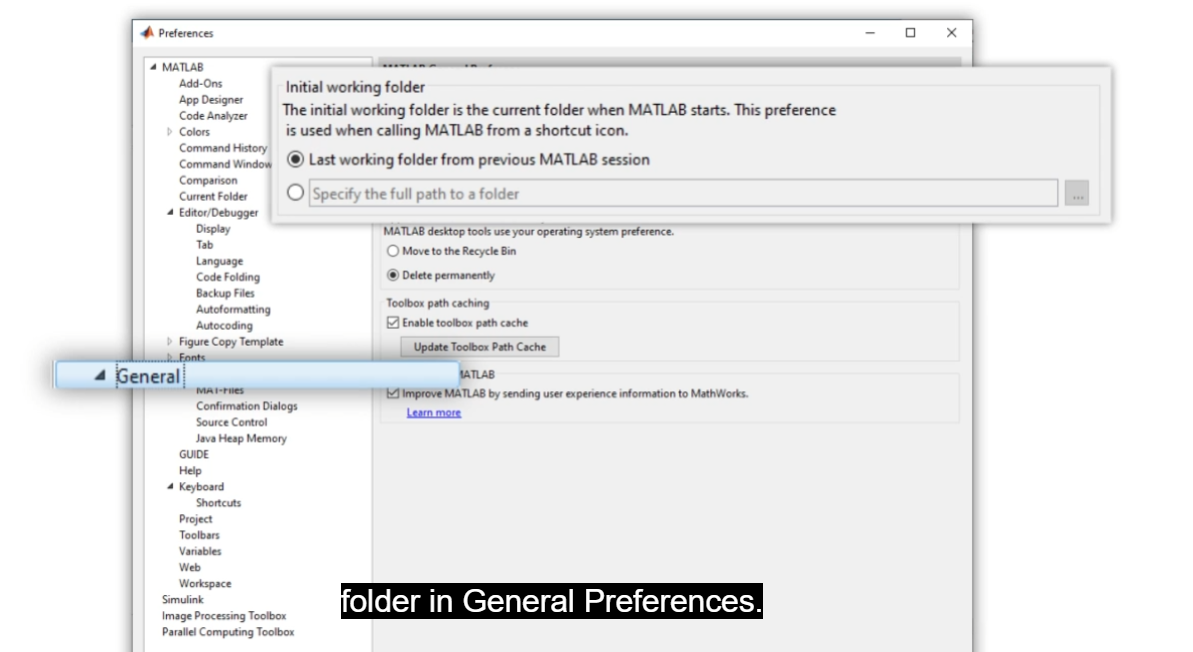 Preferences
MATLAB
Add-Ons
App Designer
Code Analyzer
Colors
Command History
Command Window
Comparison
Current Folder
Editor/Debugger
Display
Tab
Language
Code Folding
Backup Files
Autoformatting
Autocoding
Figure Copy Template
Fonts
General
MAT-Files
Confirmation Dialogs
Source Control
Java Heap Memory
GUIDE
Help
Keyboard
Shortcuts
Project
Toolbars
Variables
Web
Workspace
Simulink
Image Processing Toolbox
Parallel Computing Toolbox
Initial working folder
The initial working folder is the current folder when MATLAB starts. This preference
is used when calling MATLAB from a shortcut icon.
Last working folder from previous MATLAB session
Specify the full path to a folder
...
MATLAB desktop tools use your operating system preference.
Move to the Recycle Bin
Delete permanently
Toolbox path caching
Enable toolbox path cache
Update Toolbox Path Cache
MATLAB
Improve MATLAB by sending user experience information to MathWorks.
Learn more
folder in General Preferences.